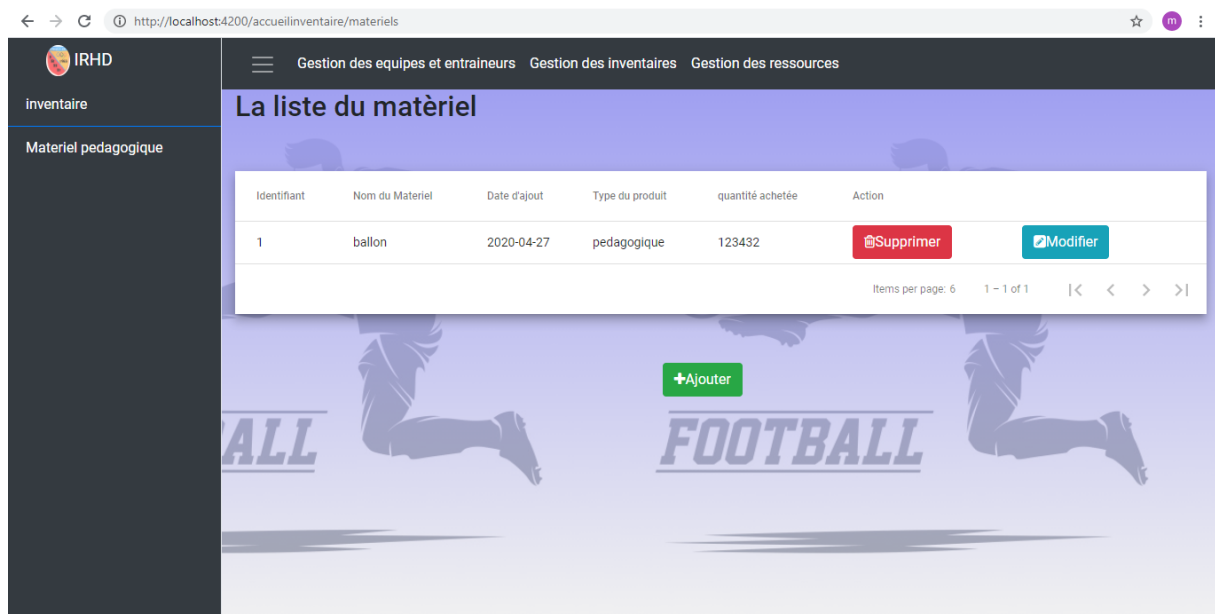 http://localhost:4200/accueilinventaire/materiels
m
IRHD
Gestion des equipes et entraineurs Gestion des inventaires Gestion des ressources
inventaire
Materiel pedagogique
La liste du matèriel
Identifiant Nom du Materiel Date d'ajout Type du produit quantité achetée Action
1 ballon 2020-04-27 pedagogique 123432 Supprimer Modifier
Items per page: 6 1 – 1 of 1
+Ajouter
ALL FOOTBALL